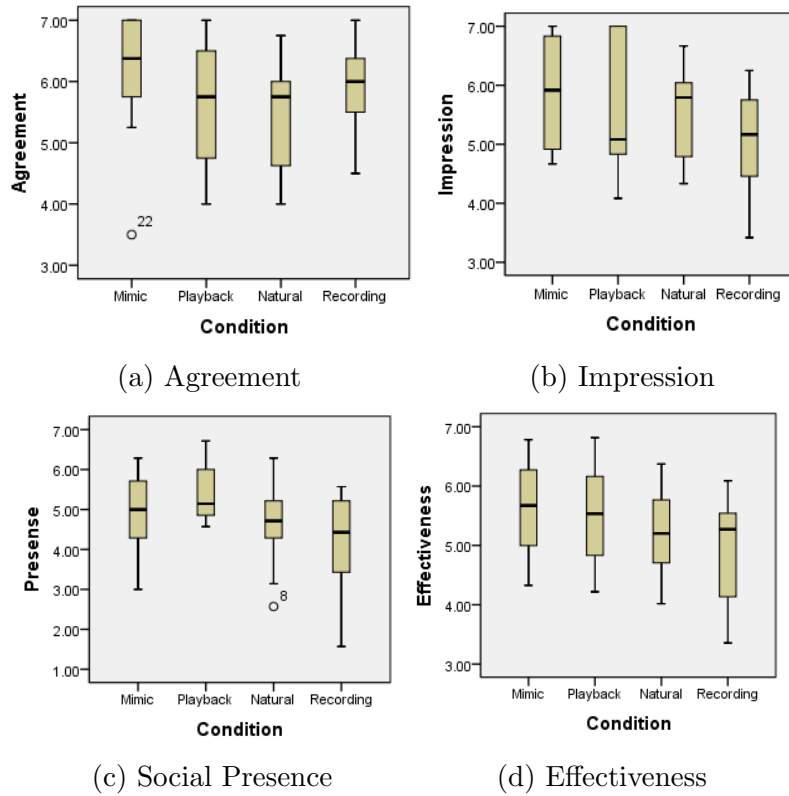 7.00
6.00
5.00
4.00
3.00
Agreement
22
Mimic Playback Natural Recording
Condition
(a) Agreement
7.00
6.00
5.00
4.00
3.00
Impression
Mimic Playback Natural Recording
Condition
(b) Impression
7.00
6.00
5.00
4.00
3.00
2.00
1.00
Presense
8
Mimic Playback Natural Recording
Condition
(c) Social Presence
7.00
6.00
5.00
4.00
3.00
Effectiveness
Mimic Playback Natural Recording
Condition
(d) Effectiveness